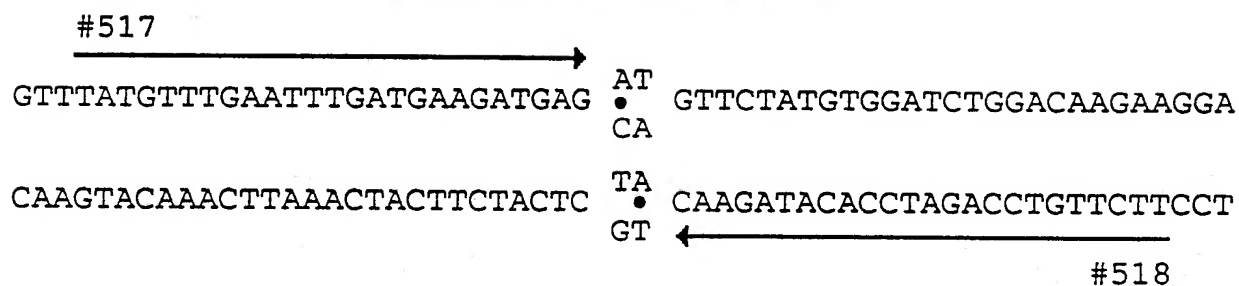 #517
AT
GTTTATGTTTGAATTTGATGAAGATGAG • GTTCTATGTGGATCTGGACAAGAAGGA
CA
TA
CAAGTACAAACTTAAACTACTTCTACTC • CAAGATACACCTAGACCTGTTCTTCCT
GT
#518